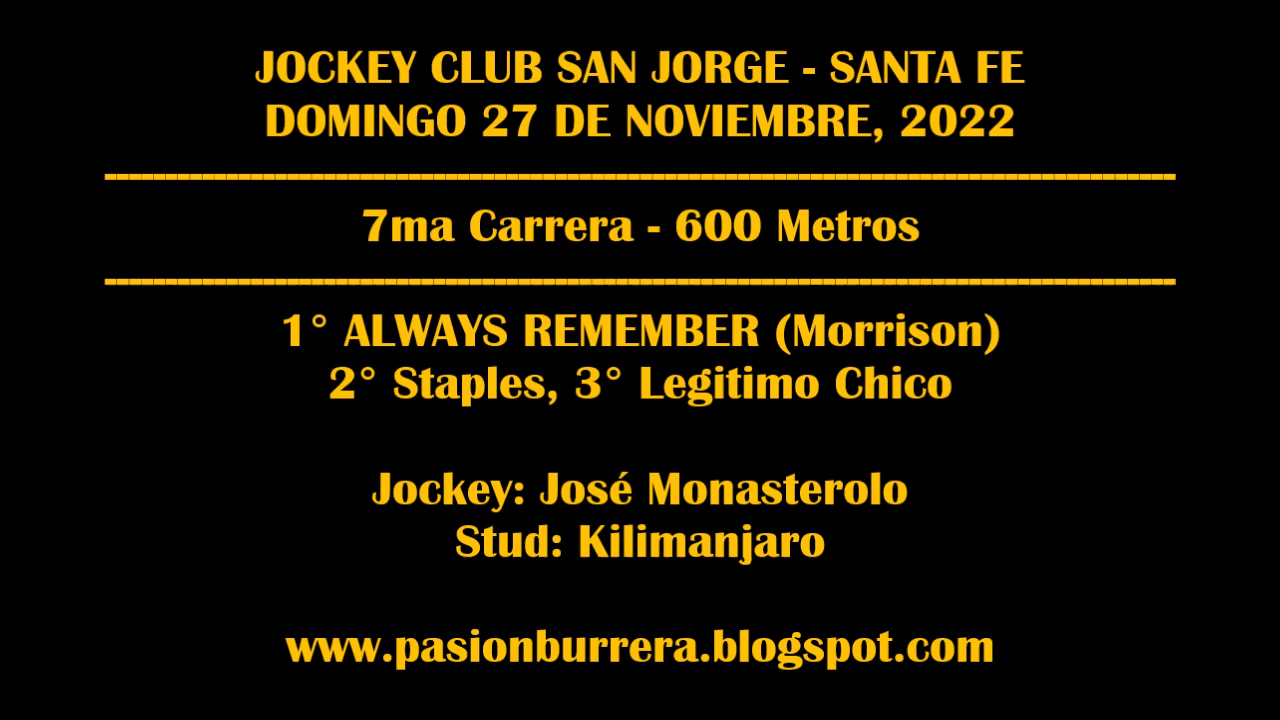 JOCKEY CLUB SAN JORGE - SANTA FE
DOMINGO 27 DE NOVIEMBRE, 2022
7ma Carrera - 600 Metros
1° ALWAYS REMEMBER (Morrison)
2° Staples, 3° Legitimo Chico
Jockey: José Monasterolo
Stud: Kilimanjaro
www.pasionburrera.blogspot.com